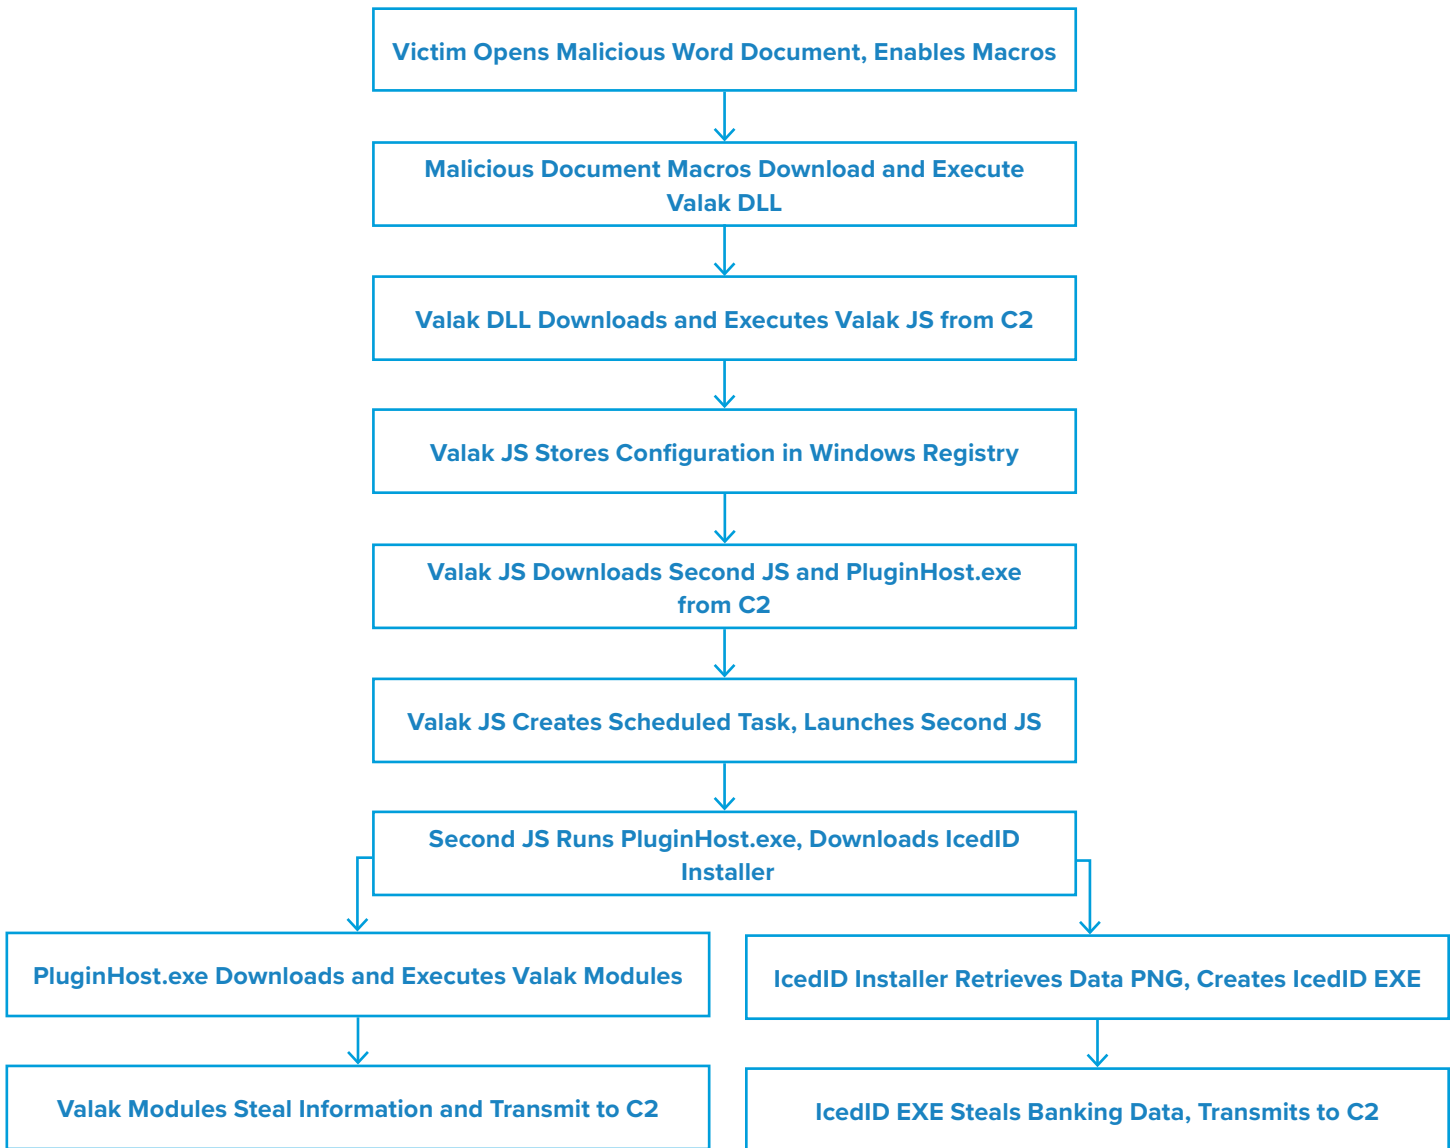 Victim Opens Malicious Word Document, Enables Macros
Malicious Document Macros Download and Execute
Valak DLL
Valak DLL Downloads and Executes Valak JS from C2
Valak JS Stores Configuration in Windows Registry
Valak JS Downloads Second JS and PluginHost.exe
from C2
Valak JS Creates Scheduled Task, Launches Second JS
Second JS Runs PluginHost.exe, Downloads IcedID
Installer
PluginHost.exe Downloads and Executes Valak Modules
Valak Modules Steal Information and Transmit to C2
IcedID Installer Retrieves Data PNG, Creates IcedID EXE
IcedID EXE Steals Banking Data, Transmits to C2